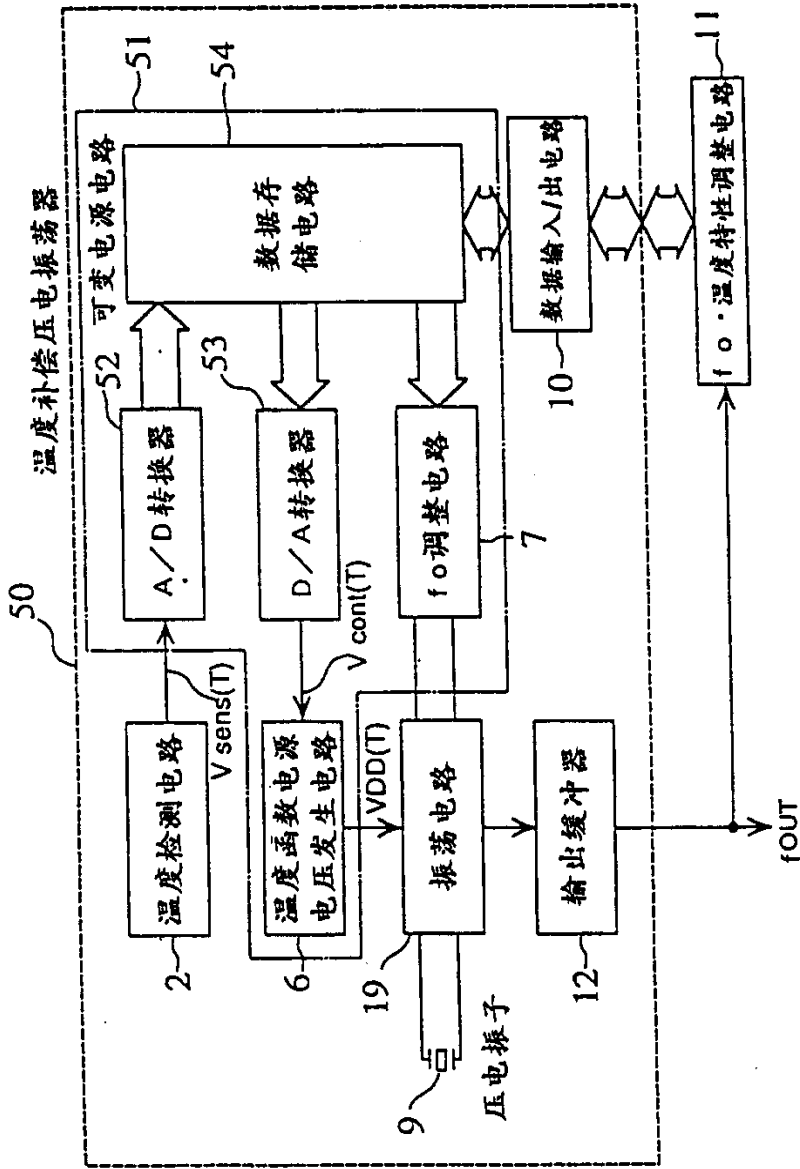 温度补偿压电振荡器
50
可变电源电路
51
54
52
A/D转换器
数据存
储电路
53
D/A转换器
fo调整电路
7
V sens(T)
V cont(T)
VDD(T)
温度检测电路
2
温度函数电源
电压发生电路
6
振荡电路
19
9
压电振子
输出缓冲器
12
数据输入/出电路
10
fo·温度特性调整电路
11
fOUT